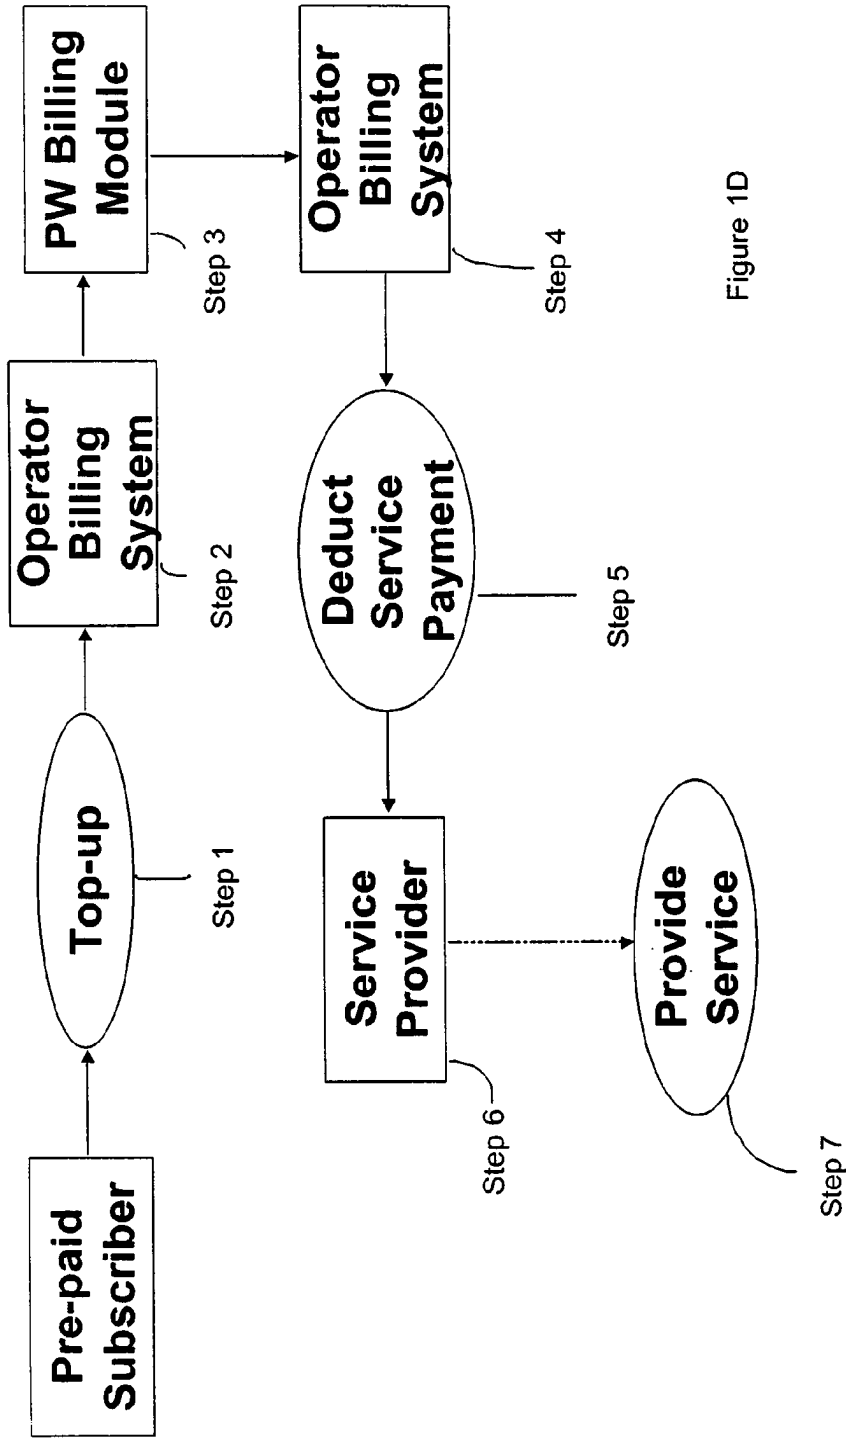 Pre-paid
Subscriber
Top-up
Step 1
Operator
Billing
System
Step 2
PW Billing
Module
Step 3
Operator
Billing
System
Step 4
Deduct
Service
Payment
Step 5
Service
Provider
Step 6
Provide
Service
Step 7
Figure 1D